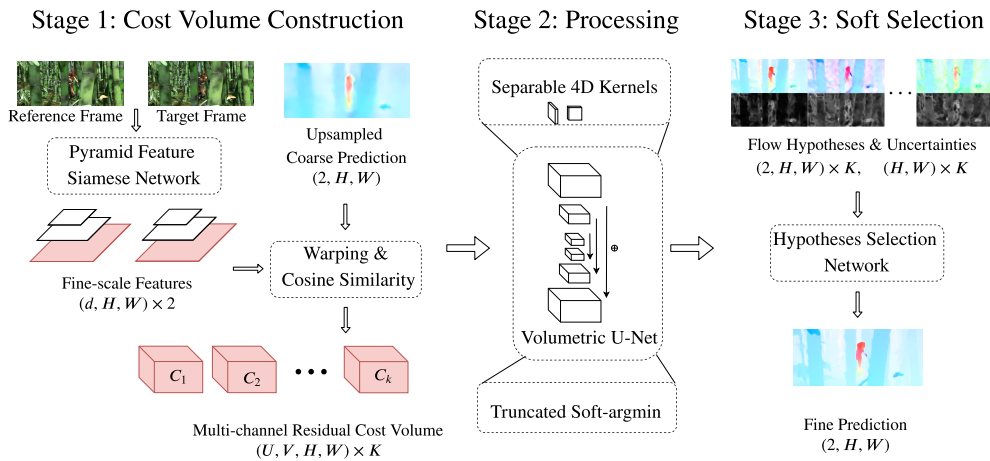 Stage 1: Cost Volume Construction
Reference Frame
Target Frame
Pyramid Feature
Siamese Network
Upsampled
Coarse Prediction
(2, H, W)
Fine-scale Features
(d, H, W) × 2
Warping &
Cosine Similarity
C1
C2
•••
Ck
Multi-channel Residual Cost Volume
(U, V, H, W) × K
Stage 2: Processing
Separable 4D Kernels
⊕
Volumetric U-Net
Truncated Soft-argmin
Stage 3: Soft Selection
•••
Flow Hypotheses & Uncertainties
(2, H, W) × K, (H, W) × K
Hypotheses Selection
Network
Fine Prediction
(2, H, W)